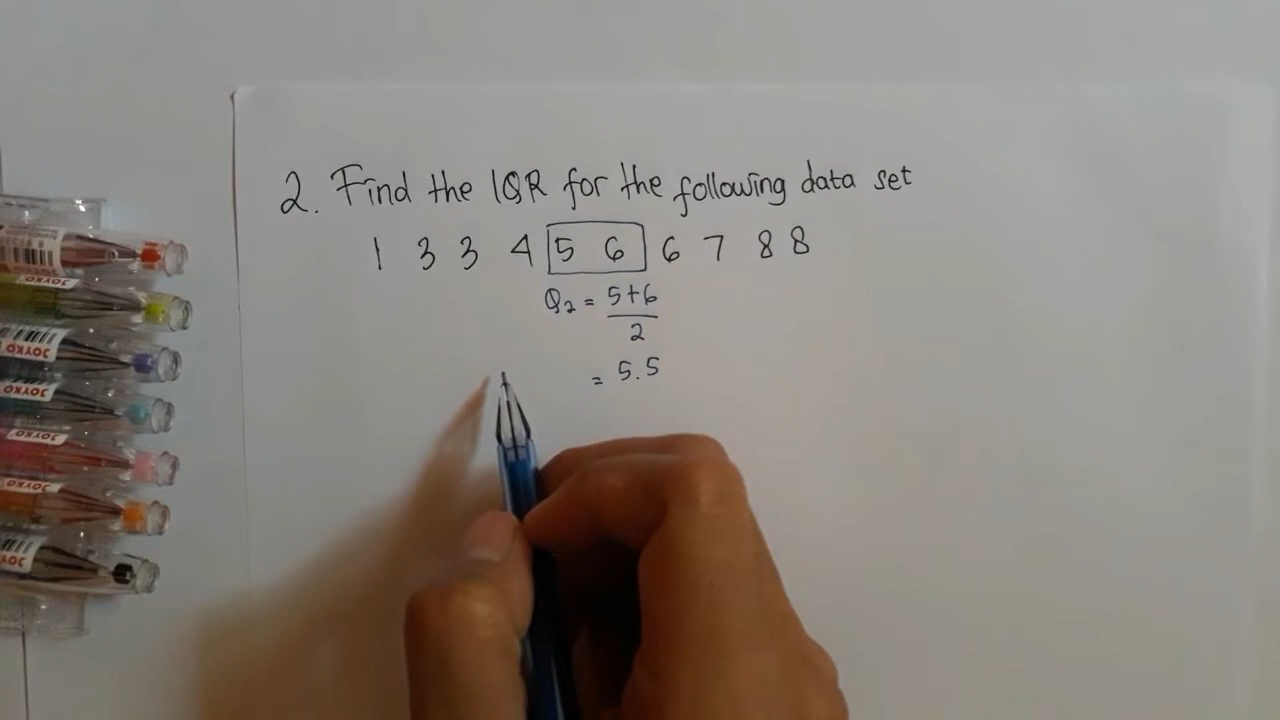 2. Find the IQR for the following data set
1 3 3 4 5 6 6 7 8 8
Q2 = 5+6
2
= 5.5
JOYKO
JOYKO
JOYKO
JOYKO
JOYKO
JOYKO